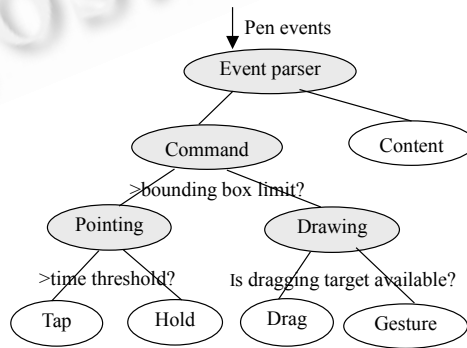 Pen events
Event parser
Command
Content
>bounding box limit?
Pointing
Drawing
>time threshold?
Is dragging target available?
Tap
Hold
Drag
Gesture